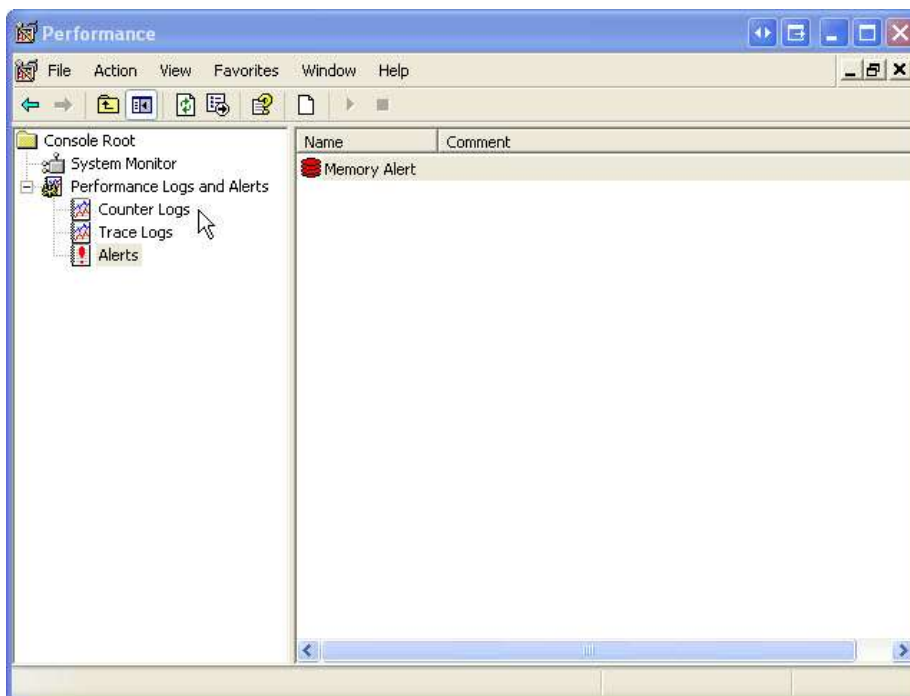 Performance
File Action View Favorites Window Help
Console Root
System Monitor
Performance Logs and Alerts
Counter Logs
Trace Logs
Alerts
Name Comment
Memory Alert